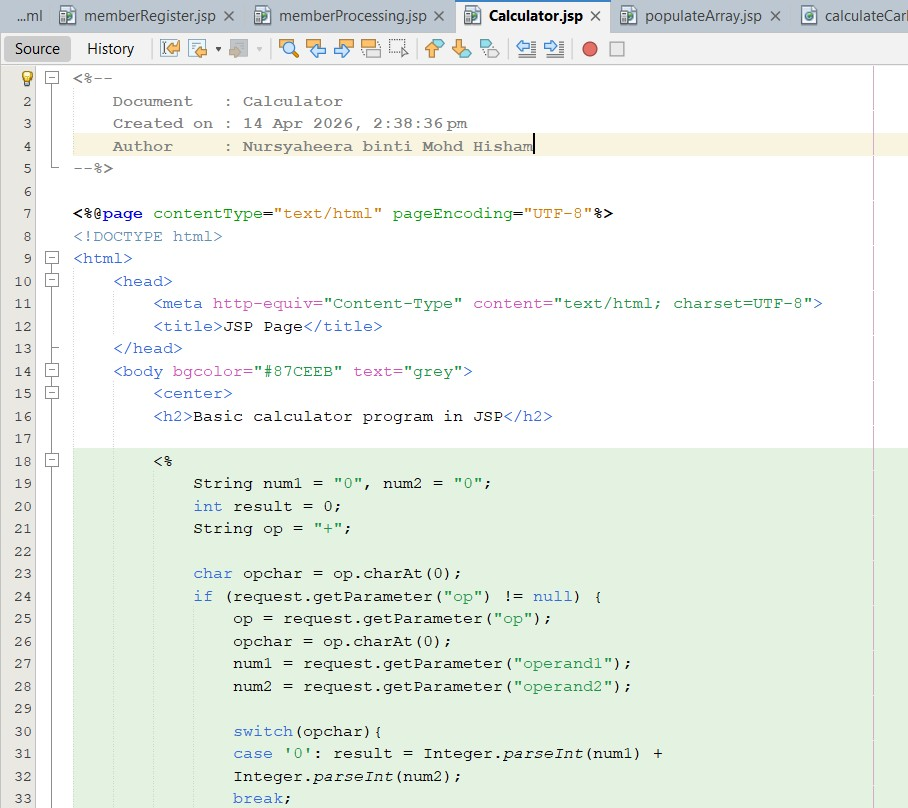 ...ml memberRegister.jsp memberProcessing.jsp Calculator.jsp populateArray.jsp
Source History
<%--
2 Document : Calculator
3 Created on : 14 Apr 2026, 2:38:36 pm
4 Author : Nursyaheera binti Mohd Hisham
5 --%>
6
7 <%@page contentType="text/html" pageEncoding="UTF-8"%>
8 <!DOCTYPE html>
9 <html>
10 <head>
11 <meta http-equiv="Content-Type" content="text/html; charset=UTF-8">
12 <title>JSP Page</title>
13 </head>
14 <body bgcolor="#87CEEB" text="grey">
15 <center>
16 <h2>Basic calculator program in JSP</h2>
17
18 <%
19 String num1 = "0", num2 = "0";
20 int result = 0;
21 String op = "+";
22
23 char opchar = op.charAt(0);
24 if (request.getParameter("op") != null) {
25 op = request.getParameter("op");
26 opchar = op.charAt(0);
27 num1 = request.getParameter("operand1");
28 num2 = request.getParameter("operand2");
29
30 switch(opchar){
31 case '0': result = Integer.parseInt(num1) +
32 Integer.parseInt(num2);
33 break;